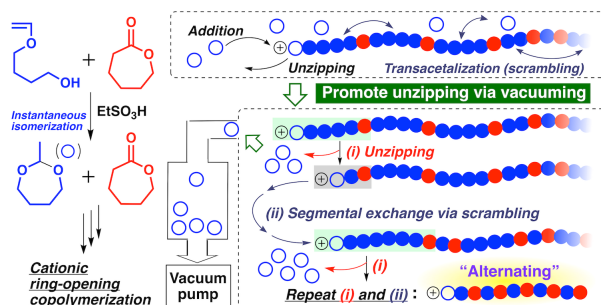 O
O
OH
O
O
EtSO₃H
Instantaneous
isomerization
O
O
O
O
Cationic
ring-opening
copolymerization
Addition
Unzipping
Transacetalization (scrambling)
Promote unzipping via vacuuming
(i) Unzipping
(ii) Segmental exchange via scrambling
(i)
Repeat (i) and (ii) :
"Alternating"
Vacuum
pump